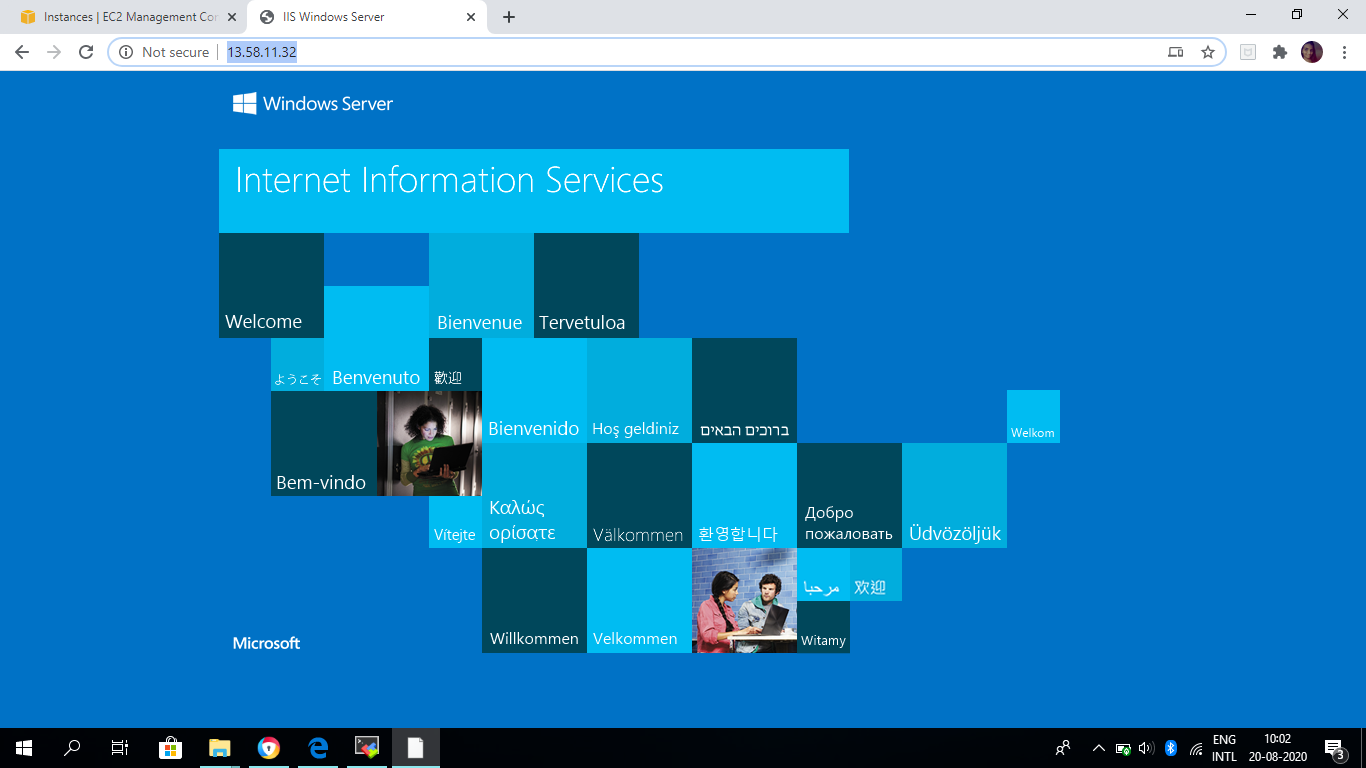 Instances | EC2 Management Con
IIS Windows Server
Not secure
13.58.11.32
Windows Server
Internet Information Services
Welcome
Bienvenue
Tervetuloa
ようこそ
Benvenuto
歡迎
Bienvenido
Hoş geldiniz
ברוכים הבאים
Welkom
Bem-vindo
Vítejte
Καλώς
ορίσατε
Välkommen
환영합니다
Добро
пожаловать
Üdvözöljük
Willkommen
Velkommen
مرحبا
欢迎
Witamy
Microsoft
ENG
INTL
10:02
20-08-2020
3